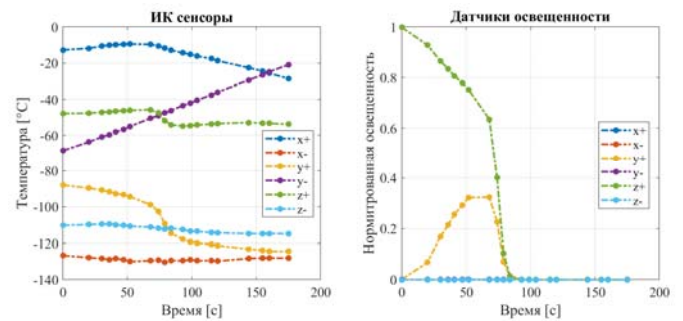 ИК сенсоры
Температура [°C]
0
-20
-40
-60
-80
-100
-120
-140
0
50
100
150
200
Время [с]
x+
x-
y+
y-
z+
z-
Датчики освещенности
Нормитрованная освещенность
1
0.8
0.6
0.4
0.2
0
0
50
100
150
200
Время [с]
x+
x-
y+
y-
z+
z-